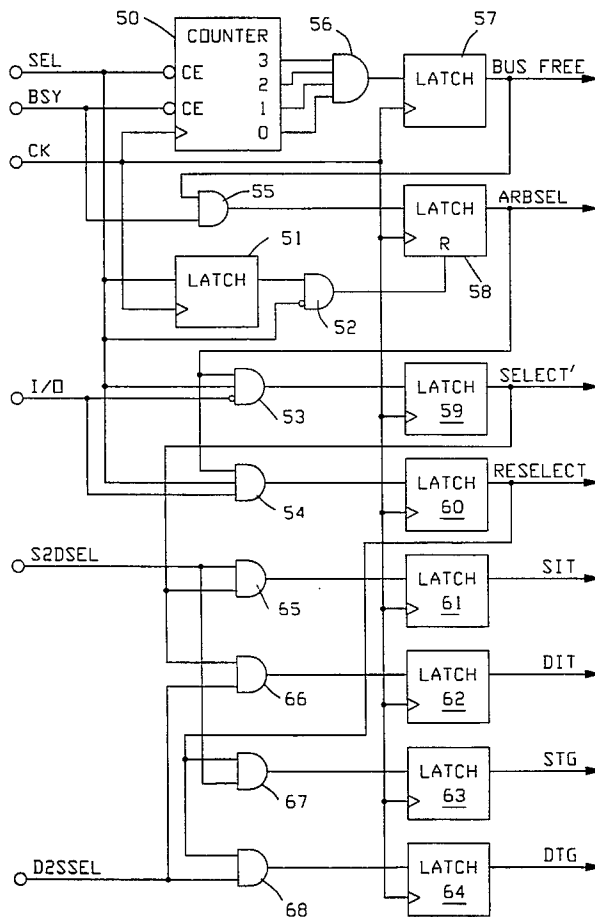 50
COUNTER
56
57
SEL
CE
3
2
1
0
LATCH
BUS FREE
BSY
CE
CK
55
LATCH
ARBSEL
R
58
51
LATCH
52
I/O
53
LATCH
59
SELECT'
54
LATCH
60
RESELECT
S2DSEL
65
LATCH
61
SIT
66
LATCH
62
DIT
67
LATCH
63
STG
D2SSEL
68
LATCH
64
DTG